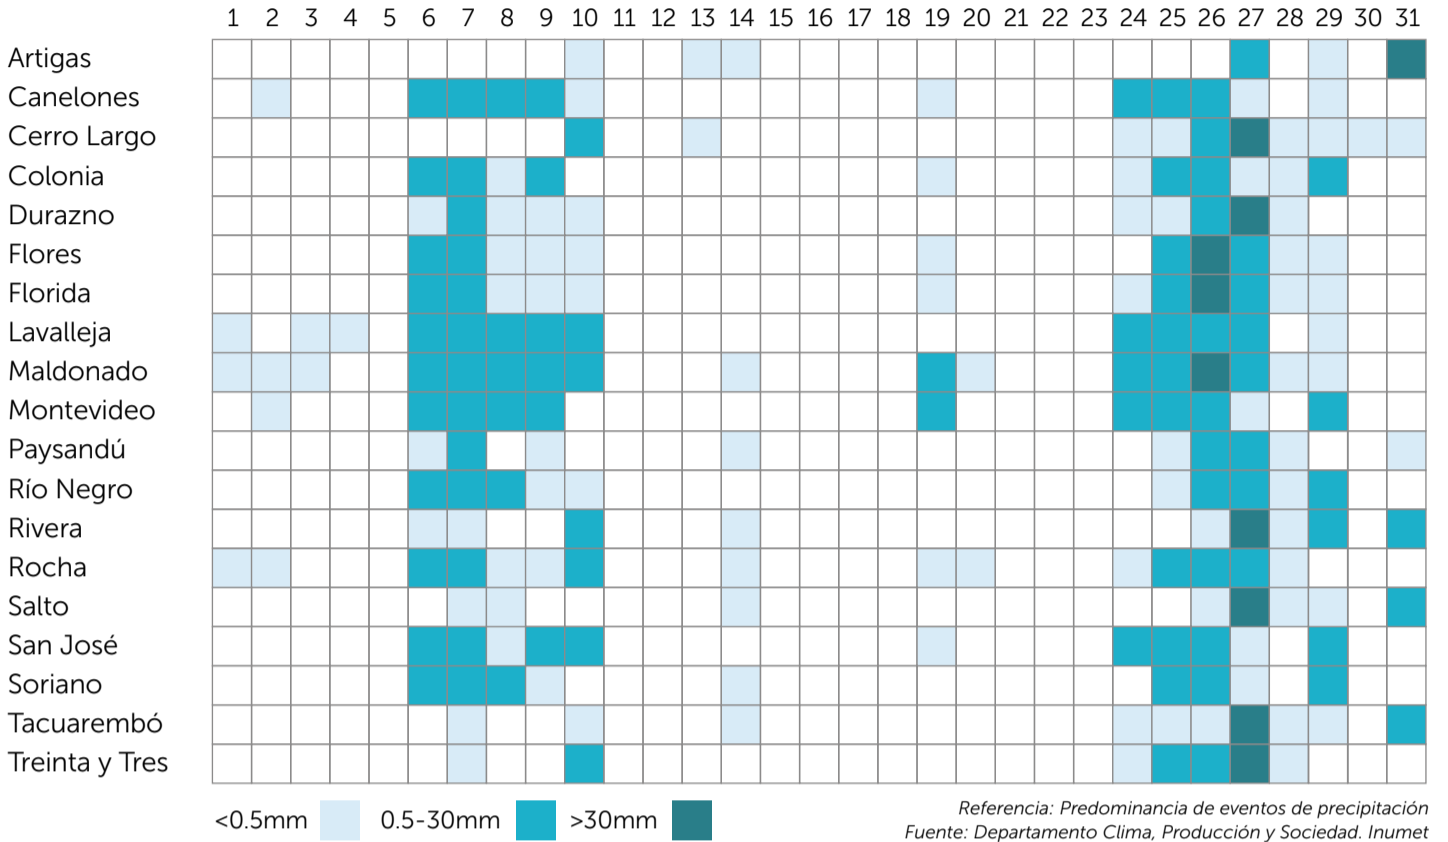 1 2 3 4 5 6 7 8 9 10 11 12 13 14 15 16 17 18 19 20 21 22 23 24 25 26 27 28 29 30 31
Artigas
Canelones
Cerro Largo
Colonia
Durazno
Flores
Florida
Lavalleja
Maldonado
Montevideo
Paysandú
Río Negro
Rivera
Rocha
Salto
San José
Soriano
Tacuarembó
Treinta y Tres
<0.5mm 0.5-30mm >30mm
Referencia: Predominancia de eventos de precipitación
Fuente: Departamento Clima, Producción y Sociedad. Inumet